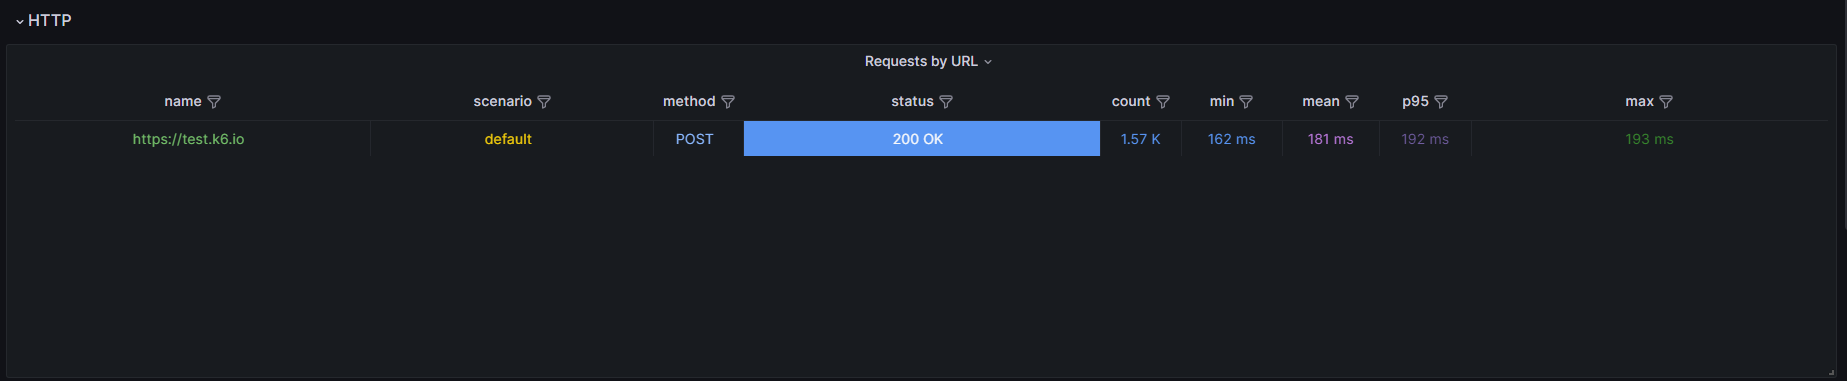 HTTP
Requests by URL
name scenario method status count min mean p95 max
https://test.k6.io default POST 200 OK 1.57 K 162 ms 181 ms 192 ms 193 ms